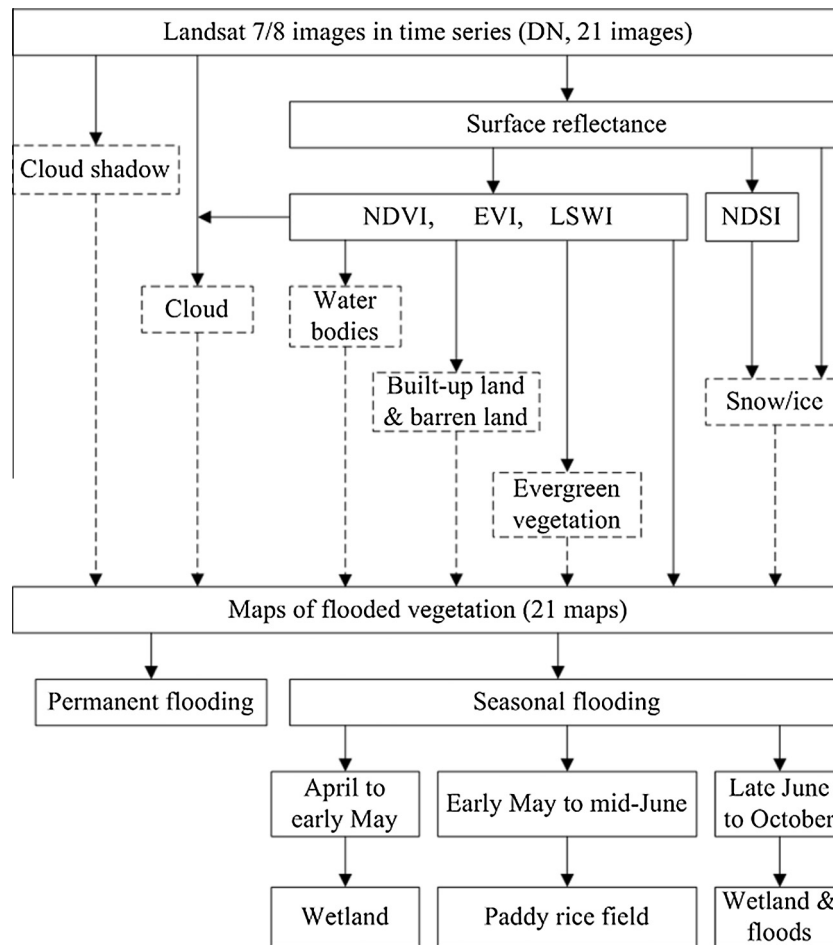 Landsat 7/8 images in time series (DN, 21 images)
Surface reflectance
Cloud shadow
NDVI, EVI, LSWI
NDSI
Cloud
Water
bodies
Built-up land
& barren land
Snow/ice
Evergreen
vegetation
Maps of flooded vegetation (21 maps)
Permanent flooding
Seasonal flooding
April to
early May
Early May to mid-June
Late June
to October
Wetland
Paddy rice field
Wetland &
floods